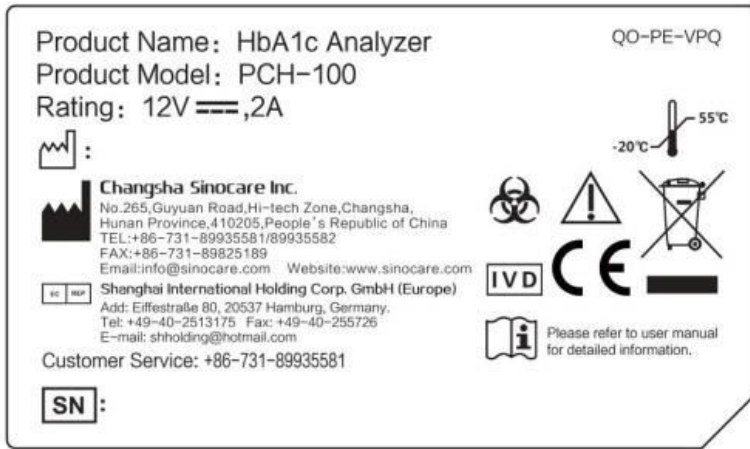 Product Name: HbA1c Analyzer
QO-PE-VPQ
Product Model: PCH-100
Rating: 12V ⎓,2A
55℃
-20℃
:
Changsha Sinocare Inc.
No.265,Guyuan Road,Hi-tech Zone,Changsha,
Hunan Province,410205,People's Republic of China
TEL:+86-731-89935581/89935582
FAX:+86-731-89825189
Email:info@sinocare.com Website:www.sinocare.com
EC REP
Shanghai International Holding Corp. GmbH (Europe)
Add: Eiffestraße 80, 20537 Hamburg, Germany.
Tel: +49-40-2513175 Fax: +49-40-255726
E-mail: shholding@hotmail.com
Customer Service: +86-731-89935581
SN:
IVD
CE
Please refer to user manual
for detailed information.